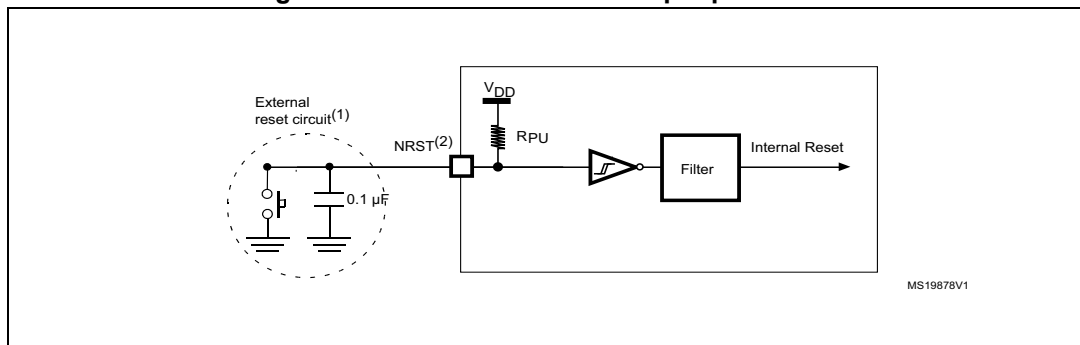 External
reset circuit(1)
VDD
RPU
NRST(2)
Internal Reset
Filter
0.1 µF
MS19878V1